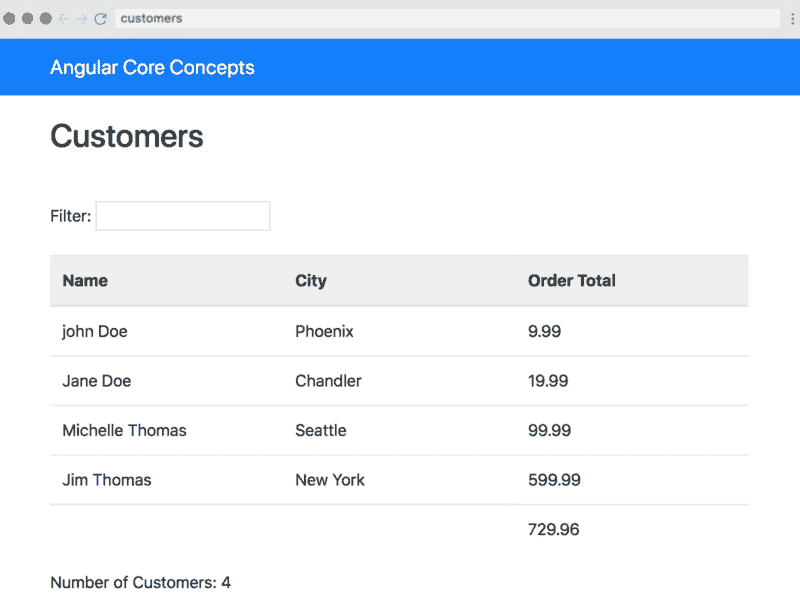 customers
Angular Core Concepts
Customers
Filter:
Name City Order Total
john Doe Phoenix 9.99
Jane Doe Chandler 19.99
Michelle Thomas Seattle 99.99
Jim Thomas New York 599.99
729.96
Number of Customers: 4